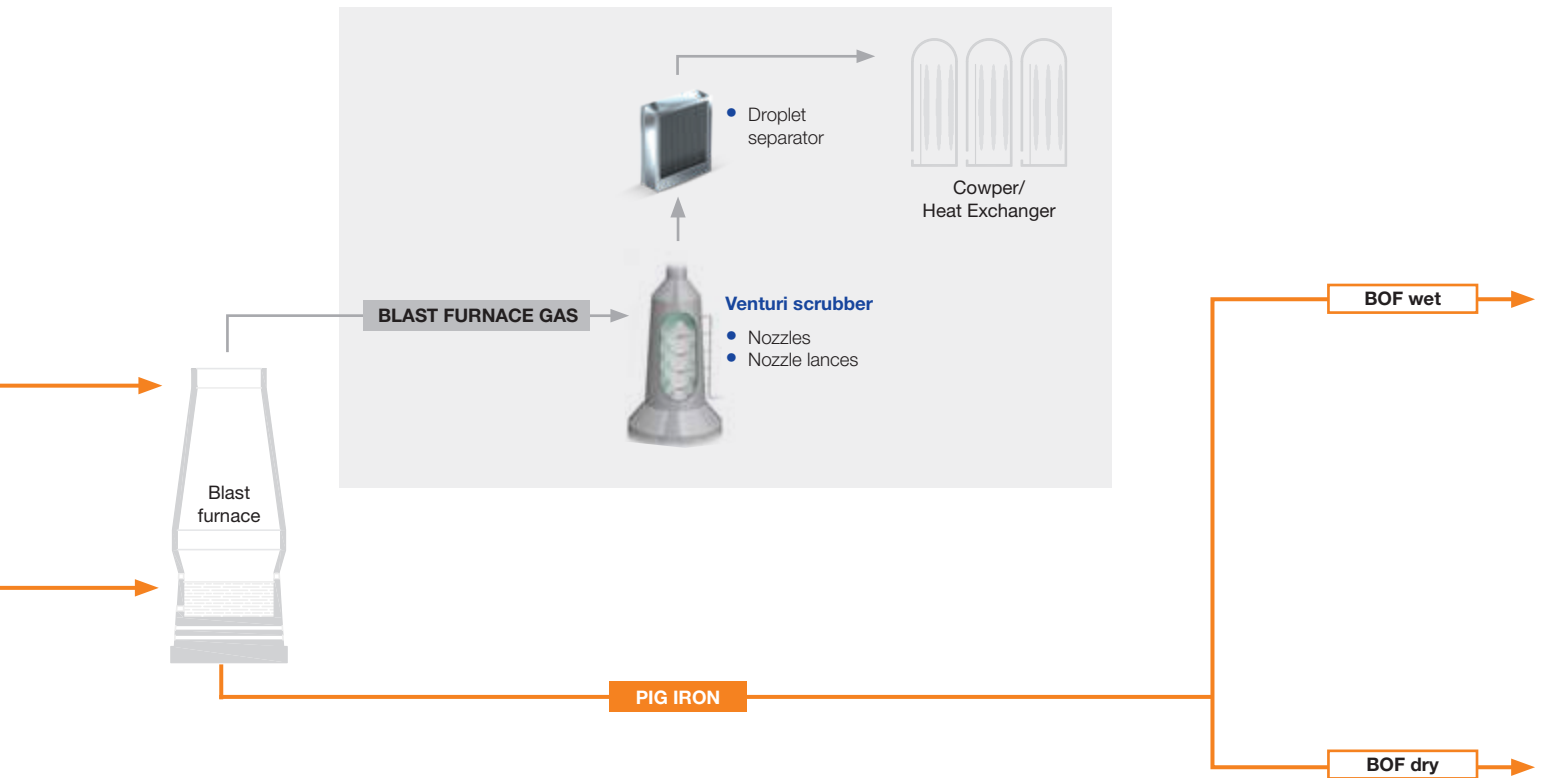 Droplet
separator
Cowper/
Heat Exchanger
BLAST FURNACE GAS
Venturi scrubber
Nozzles
Nozzle lances
BOF wet
Blast
furnace
PIG IRON
BOF dry